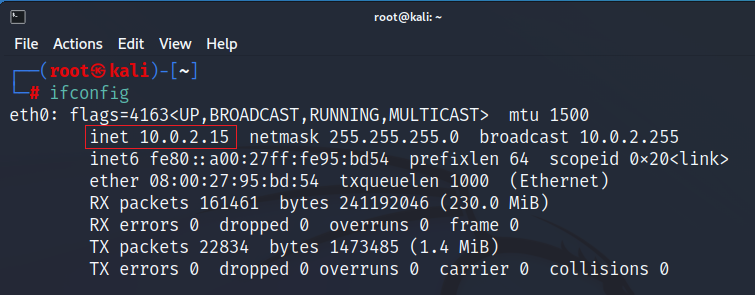 root@kali: ~
File Actions Edit View Help
┌──(root㉿kali)-[~]
└─# ifconfig
eth0: flags=4163<UP,BROADCAST,RUNNING,MULTICAST>  mtu 1500
        inet 10.0.2.15  netmask 255.255.255.0  broadcast 10.0.2.255
        inet6 fe80::a00:27ff:fe95:bd54  prefixlen 64  scopeid 0×20<link>
        ether 08:00:27:95:bd:54  txqueuelen 1000  (Ethernet)
        RX packets 161461  bytes 241192046 (230.0 MiB)
        RX errors 0  dropped 0  overruns 0  frame 0
        TX packets 22834  bytes 1473485 (1.4 MiB)
        TX errors 0  dropped 0 overruns 0  carrier 0  collisions 0